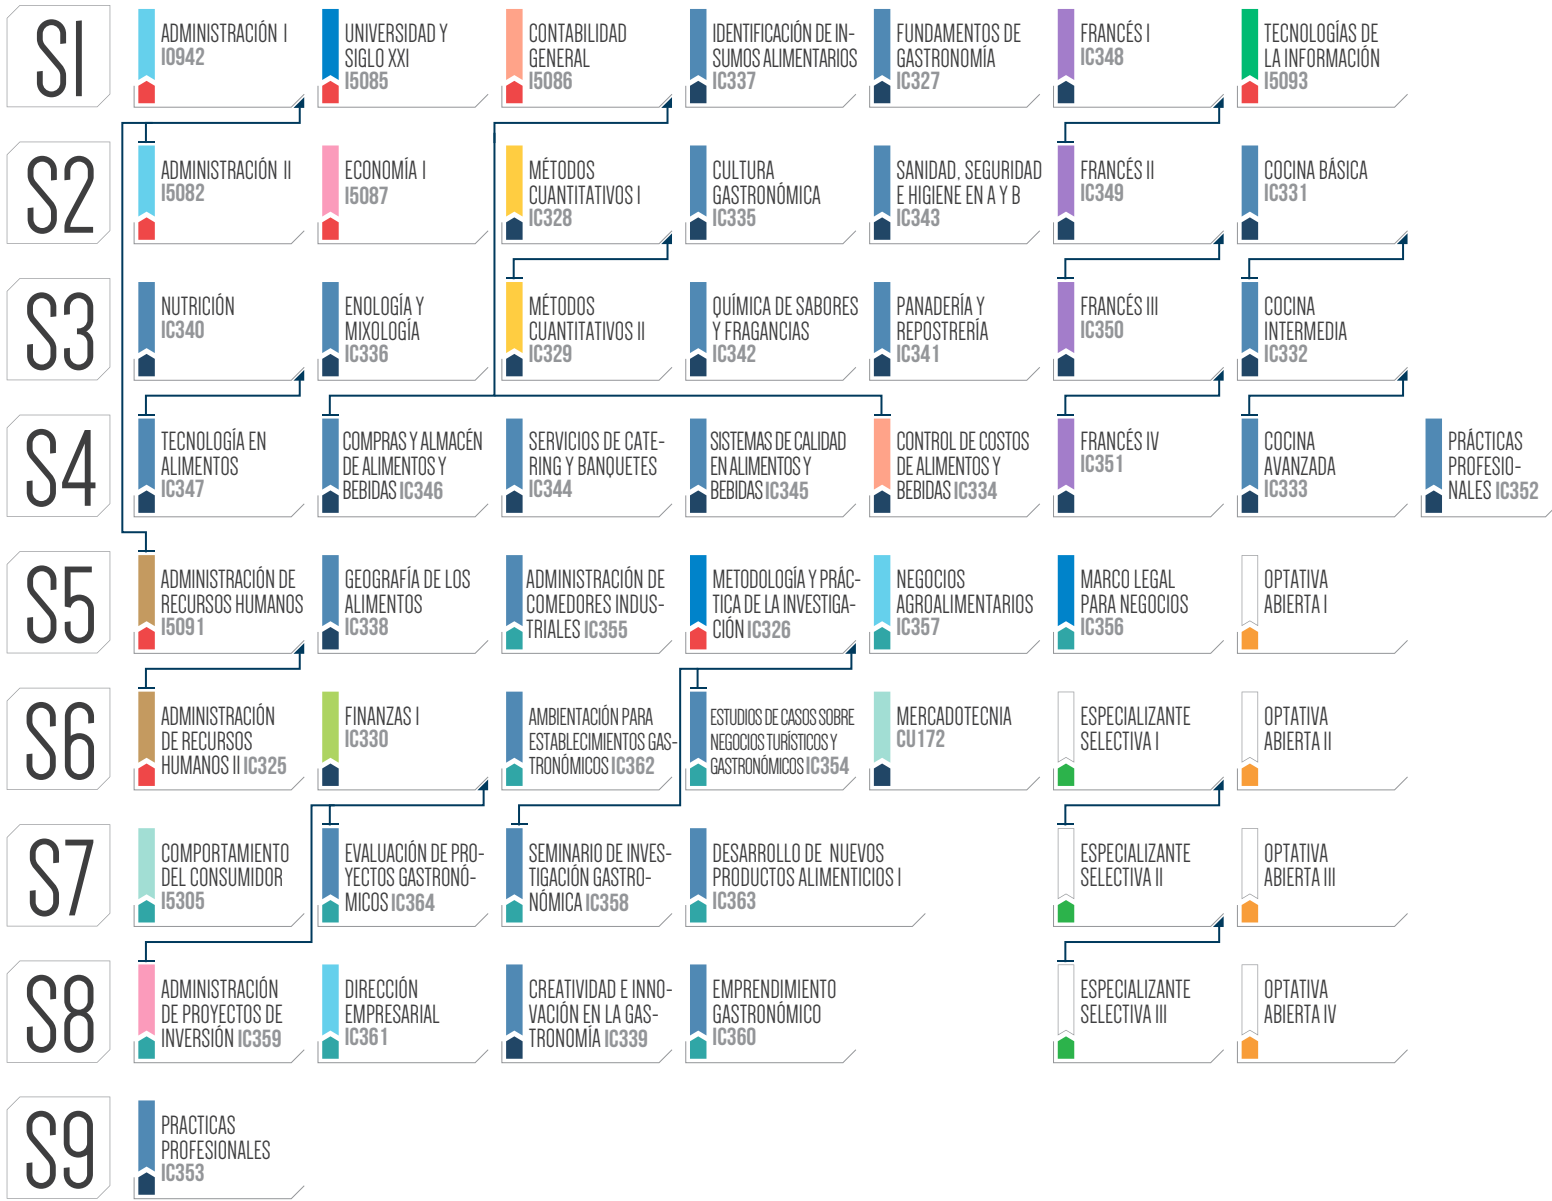 S1
ADMINISTRACIÓN I
I0942
UNIVERSIDAD Y
SIGLO XXI
I5085
CONTABILIDAD
GENERAL
I5086
IDENTIFICACIÓN DE IN-
SUMOS ALIMENTARIOS
IC337
FUNDAMENTOS DE
GASTRONOMÍA
IC327
FRANCÉS I
IC348
TECNOLOGÍAS DE
LA INFORMACIÓN
I5093
S2
ADMINISTRACIÓN II
I5082
ECONOMÍA I
I5087
MÉTODOS
CUANTITATIVOS I
IC328
CULTURA
GASTRONÓMICA
IC335
SANIDAD, SEGURIDAD
E HIGIENE EN A Y B
IC343
FRANCÉS II
IC349
COCINA BÁSICA
IC331
S3
NUTRICIÓN
IC340
ENOLOGÍA Y
MIXOLOGÍA
IC336
MÉTODOS
CUANTITATIVOS II
IC329
QUÍMICA DE SABORES
Y FRAGANCIAS
IC342
PANADERÍA Y
REPOSTRERÍA
IC341
FRANCÉS III
IC350
COCINA
INTERMEDIA
IC332
S4
TECNOLOGÍA EN
ALIMENTOS
IC347
COMPRAS Y ALMACÉN
DE ALIMENTOS Y
BEBIDAS IC346
SERVICIOS DE CATE-
RING Y BANQUETES
IC344
SISTEMAS DE CALIDAD
EN ALIMENTOS Y
BEBIDAS IC345
CONTROL DE COSTOS
DE ALIMENTOS Y
BEBIDAS IC334
FRANCÉS IV
IC351
COCINA
AVANZADA
IC333
PRÁCTICAS
PROFESIO-
NALES IC352
S5
ADMINISTRACIÓN DE
RECURSOS HUMANOS
I5091
GEOGRAFÍA DE LOS
ALIMENTOS
IC338
ADMINISTRACIÓN DE
COMEDORES INDUS-
TRIALES IC355
METODOLOGÍA Y PRÁC-
TICA DE LA INVESTIGA-
CIÓN IC326
NEGOCIOS
AGROALIMENTARIOS
IC357
MARCO LEGAL
PARA NEGOCIOS
IC356
OPTATIVA
ABIERTA I
S6
ADMINISTRACIÓN
DE RECURSOS
HUMANOS II IC325
FINANZAS I
IC330
AMBIENTACIÓN PARA
ESTABLECIMIENTOS GAS-
TRONÓMICOS IC362
ESTUDIOS DE CASOS SOBRE
NEGOCIOS TURÍSTICOS Y
GASTRONÓMICOS IC354
MERCADOTECNIA
CU172
ESPECIALIZANTE
SELECTIVA I
OPTATIVA
ABIERTA II
S7
COMPORTAMIENTO
DEL CONSUMIDOR
I5305
EVALUACIÓN DE PRO-
YECTOS GASTRONÓ-
MICOS IC364
SEMINARIO DE INVES-
TIGACIÓN GASTRO-
NÓMICA IC358
DESARROLLO DE NUEVOS
PRODUCTOS ALIMENTICIOS I
IC363
ESPECIALIZANTE
SELECTIVA II
OPTATIVA
ABIERTA III
S8
ADMINISTRACIÓN
DE PROYECTOS DE
INVERSIÓN IC359
DIRECCIÓN
EMPRESARIAL
IC361
CREATIVIDAD E INNO-
VACIÓN EN LA GAS-
TRONOMÍA IC339
EMPRENDIMIENTO
GASTRONÓMICO
IC360
ESPECIALIZANTE
SELECTIVA III
OPTATIVA
ABIERTA IV
S9
PRACTICAS
PROFESIONALES
IC353